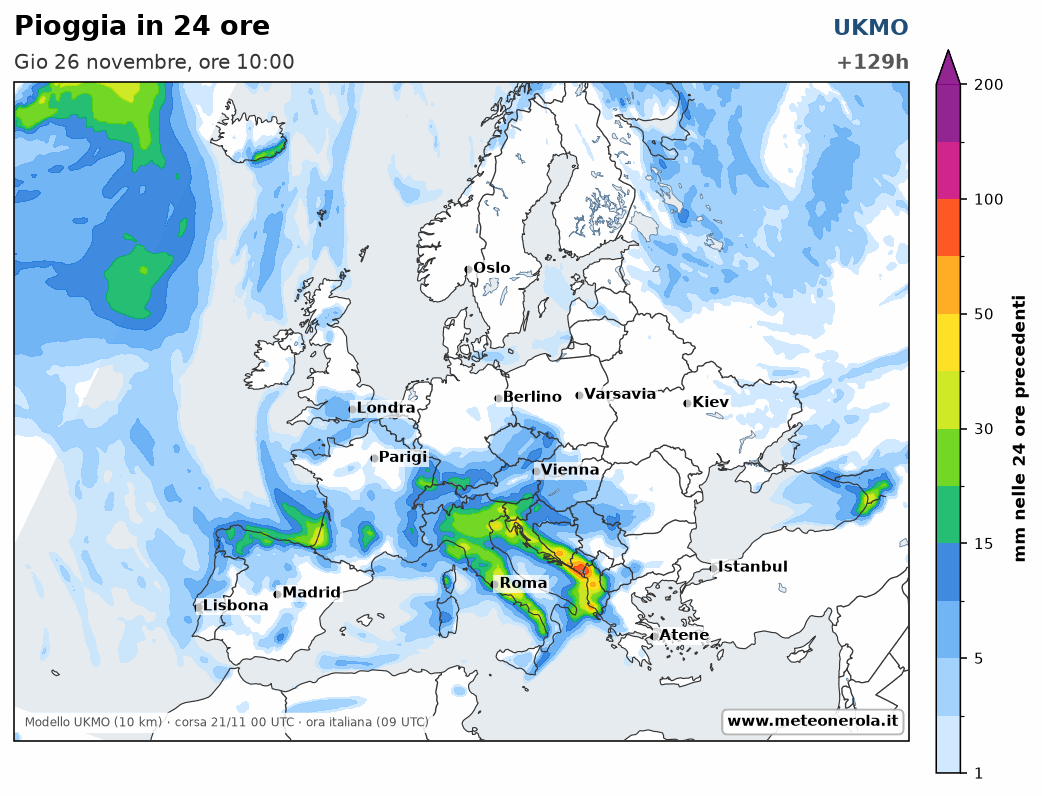 Pioggia in 24 ore
UKMO
Gio 26 novembre, ore 10:00
+129h
200
100
50
30
15
5
1
mm nelle 24 ore precedenti
Oslo
Londra
Berlino
Varsavia
Kiev
Parigi
Vienna
Istanbul
Roma
Madrid
Lisbona
Atene
Modello UKMO (10 km) · corsa 21/11 00 UTC · ora italiana (09 UTC)
www.meteonerola.it